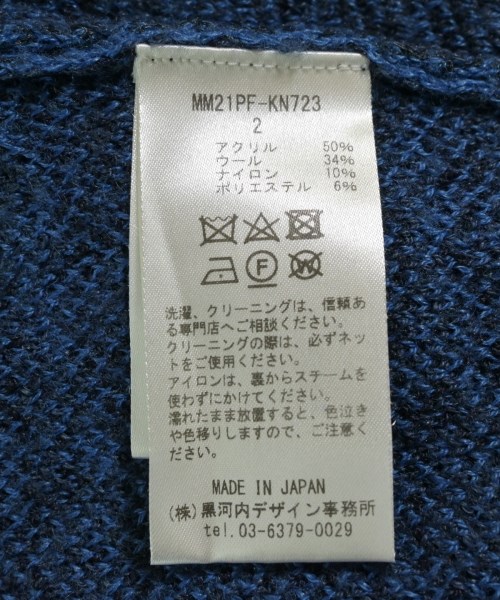 MM21PF-KN723
2
アクリル 50%
ウール 34%
ナイロン 10%
ポリエステル 6%
F
W
洗濯、クリーニングは、信頼あ
る専門店へご相談ください。
クリーニングの際は、必ずネッ
トをご使用ください。
アイロンは、裏からスチームを
使わずにかけてください。
濡れたまま放置すると、色泣き
や色移りしますので、ご注意く
ださい。
MADE IN JAPAN
(株)黒河内デザイン事務所
tel.03-6379-0029